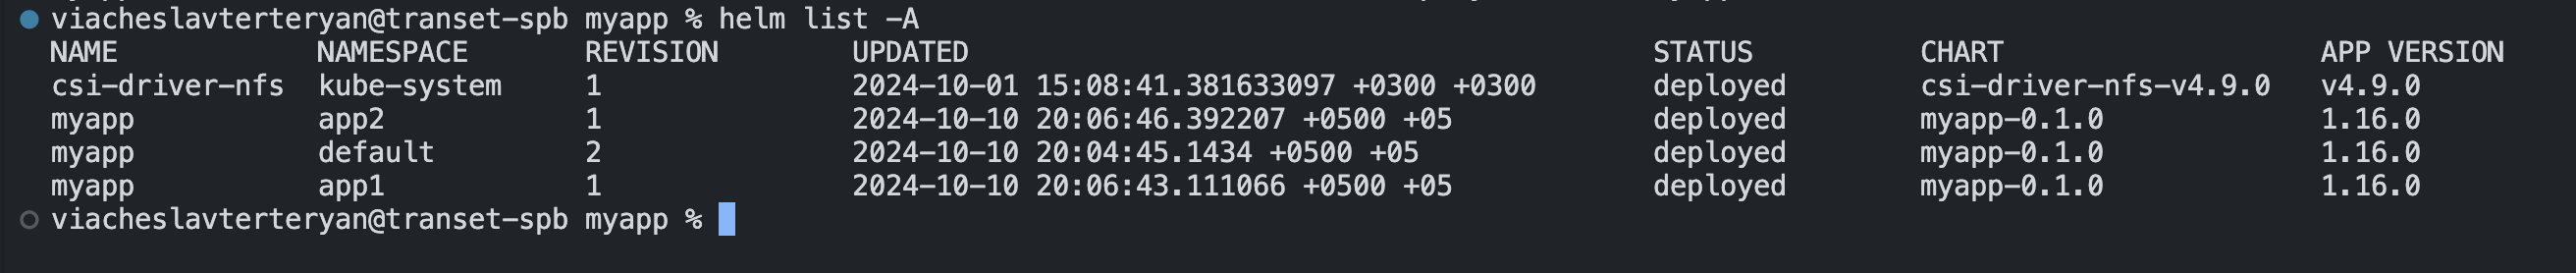 viacheslavterteryan@transet-spb myapp % helm list -A
NAME NAMESPACE REVISION UPDATED STATUS CHART APP VERSION
csi-driver-nfs kube-system 1 2024-10-01 15:08:41.381633097 +0300 +0300 deployed csi-driver-nfs-v4.9.0 v4.9.0
myapp app2 1 2024-10-10 20:06:46.392207 +0500 +05 deployed myapp-0.1.0 1.16.0
myapp default 2 2024-10-10 20:04:45.1434 +0500 +05 deployed myapp-0.1.0 1.16.0
myapp app1 1 2024-10-10 20:06:43.111066 +0500 +05 deployed myapp-0.1.0 1.16.0
viacheslavterteryan@transet-spb myapp %